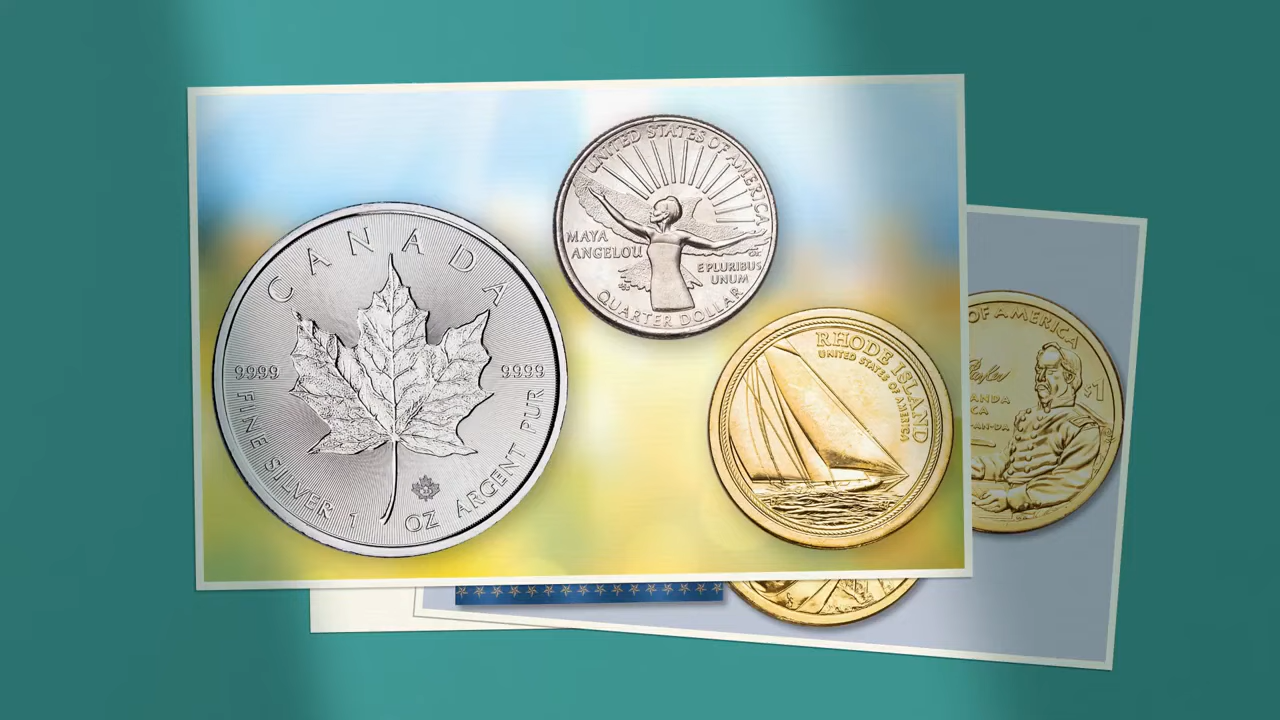 CANADA
9999
9999
FINE SILVER 1 OZ ARGENT PUR
UNITED STATES OF AMERICA
MAYA
ANGELOU
E PLURIBUS
UNUM
QUARTER DOLLAR
RHODE ISLAND
UNITED STATES OF AMERICA
OF AMERICA
$1